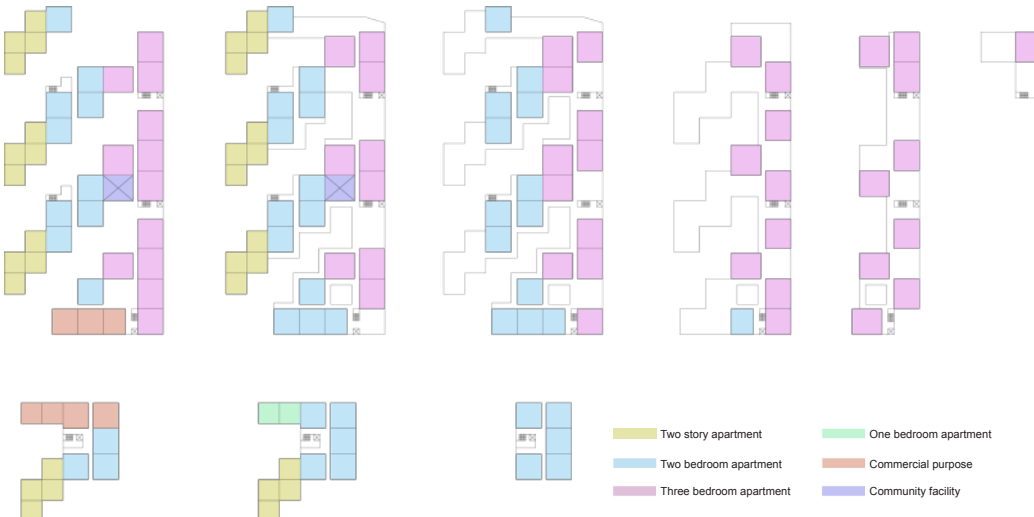 Two story apartment
One bedroom apartment
Two bedroom apartment
Commercial purpose
Three bedroom apartment
Community facility